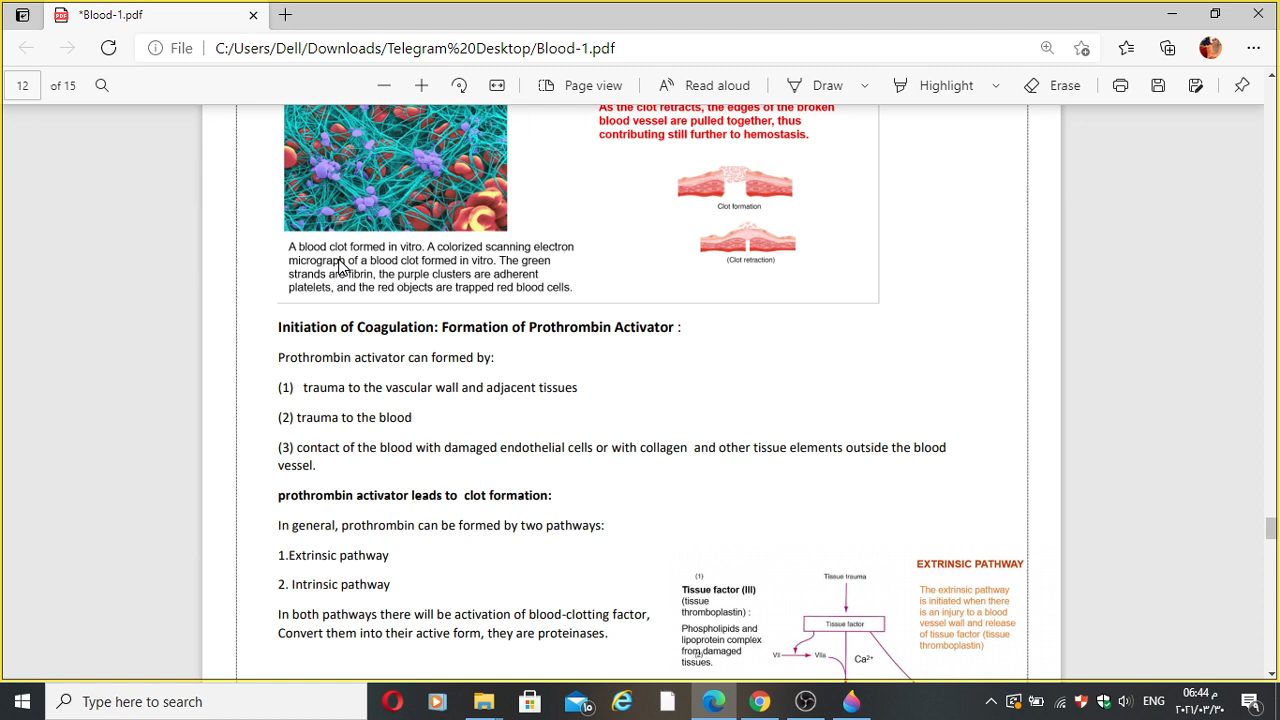 *Blood-1.pdf
File C:/Users/Dell/Downloads/Telegram%20Desktop/Blood-1.pdf
12 of 15 Page view Read aloud Draw Highlight Erase
As the clot retracts, the edges of the broken
blood vessel are pulled together, thus
contributing still further to hemostasis.
Clot formation
(Clot retraction)
A blood clot formed in vitro. A colorized scanning electron
micrograph of a blood clot formed in vitro. The green
strands are fibrin, the purple clusters are adherent
platelets, and the red objects are trapped red blood cells.
Initiation of Coagulation: Formation of Prothrombin Activator :
Prothrombin activator can formed by:
(1) trauma to the vascular wall and adjacent tissues
(2) trauma to the blood
(3) contact of the blood with damaged endothelial cells or with collagen and other tissue elements outside the blood
vessel.
prothrombin activator leads to clot formation:
In general, prothrombin can be formed by two pathways:
1.Extrinsic pathway
2. Intrinsic pathway
In both pathways there will be activation of blood-clotting factor,
Convert them into their active form, they are proteinases.
(1)
Tissue factor (III)
(tissue
thromboplastin) :
Phospholipids and
lipoprotein complex
from damaged
(2)
tissues.
Tissue trauma
Tissue factor
VII VIIa
Ca2+
EXTRINSIC PATHWAY
The extrinsic pathway
is initiated when there
is an injury to a blood
vessel wall and release
of tissue factor (tissue
thromboplastin)
Type here to search
ENG
06:44 م
٢٠٢١/٠٣/٣٠